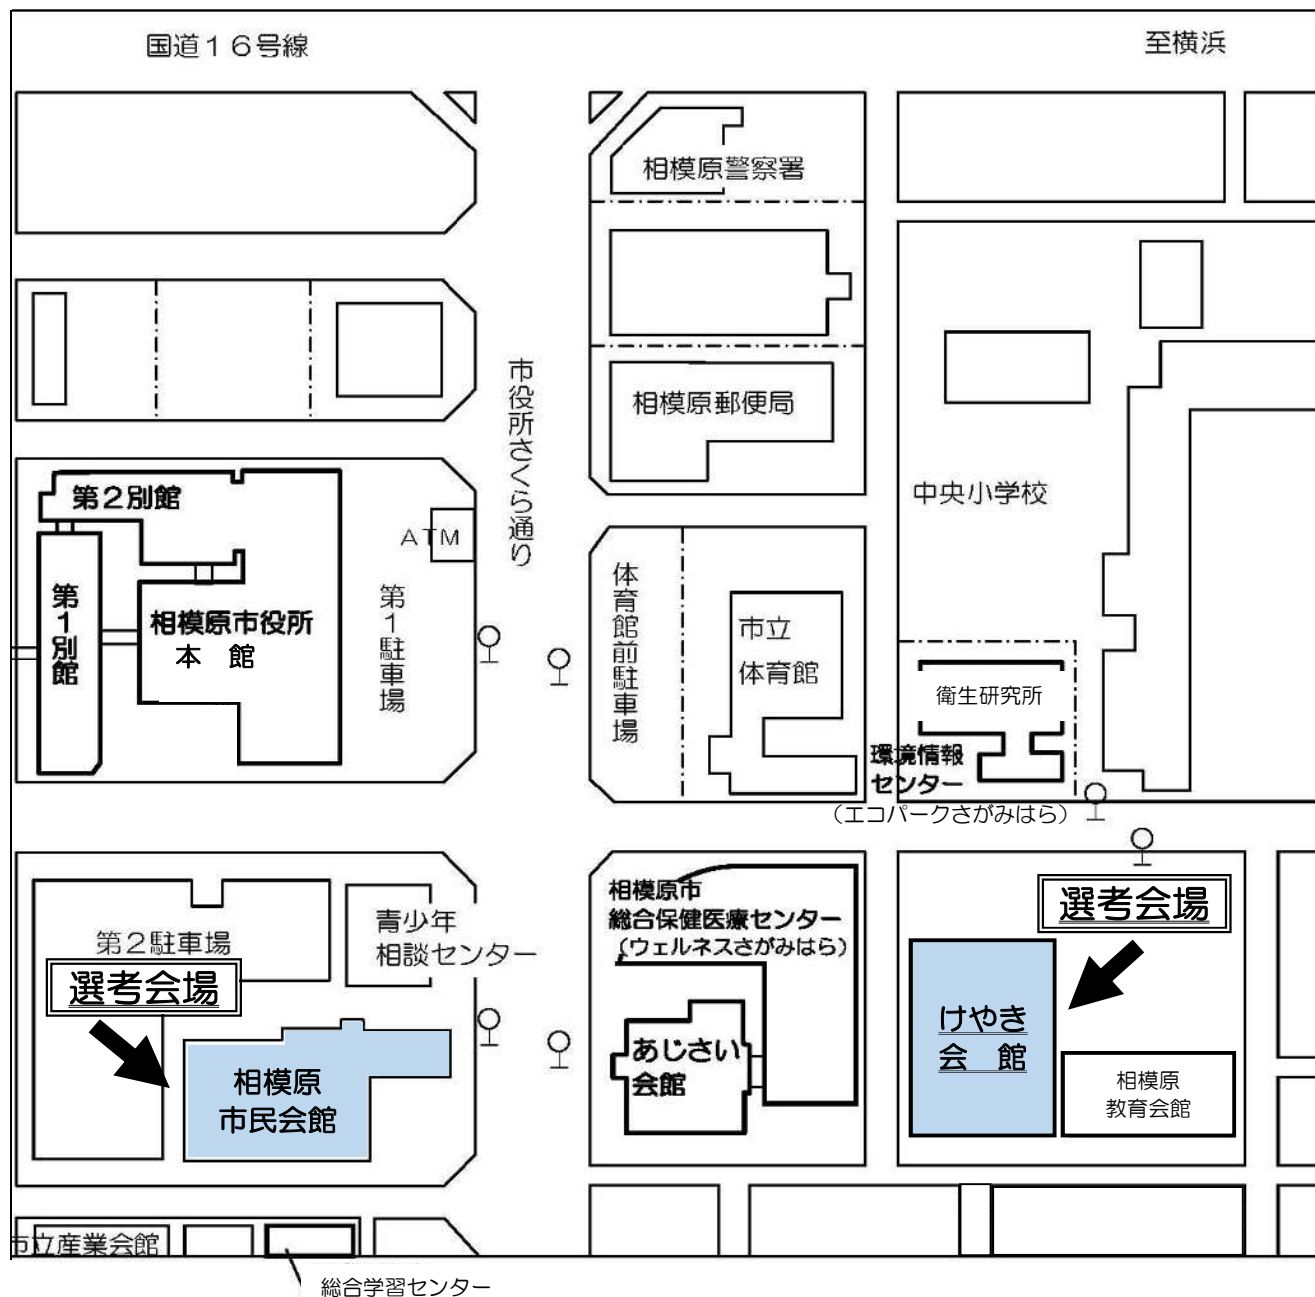 国道１６号線
至横浜
相模原警察署
市役所さくら通り
相模原郵便局
中央小学校
第２別館
ＡＴＭ
第１別館
相模原市役所
本　館
第１駐車場
体育館前駐車場
市立
体育館
衛生研究所
環境情報
センター
（エコパークさがみはら）
選考会場
相模原市
総合保健医療センター
（ウェルネスさがみはら）
青少年
相談センター
第２駐車場
選考会場
けやき
会　館
あじさい
会館
相模原
市民会館
相模原
教育会館
市立産業会館
総合学習センター